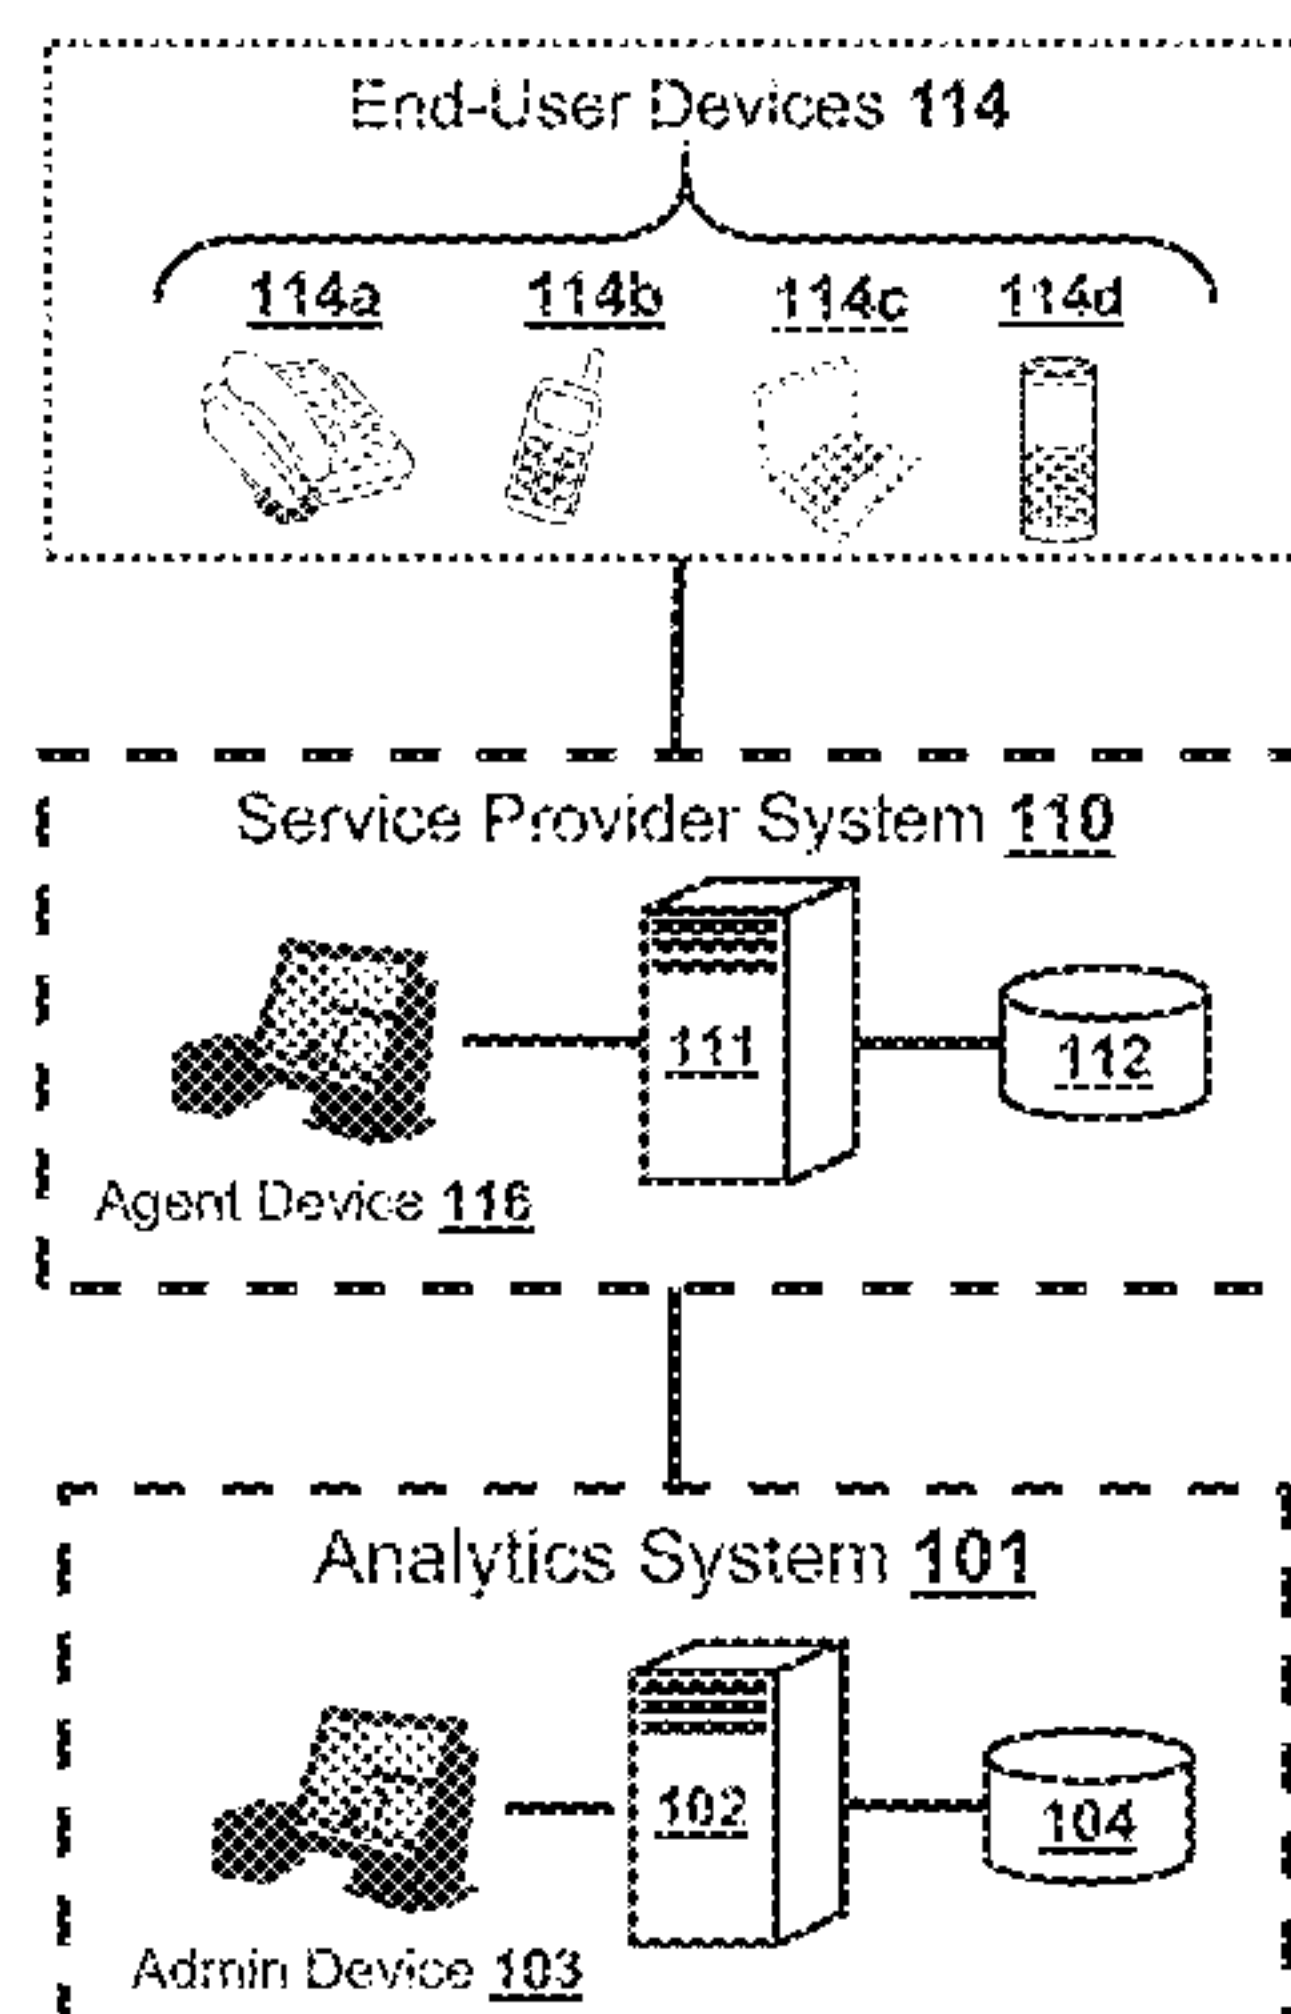 End-User Devices 114
114a 114b 114c 114d
Service Provider System 110
111
112
Agent Device 116
Analytics System 101
102
104
Admin Device 103